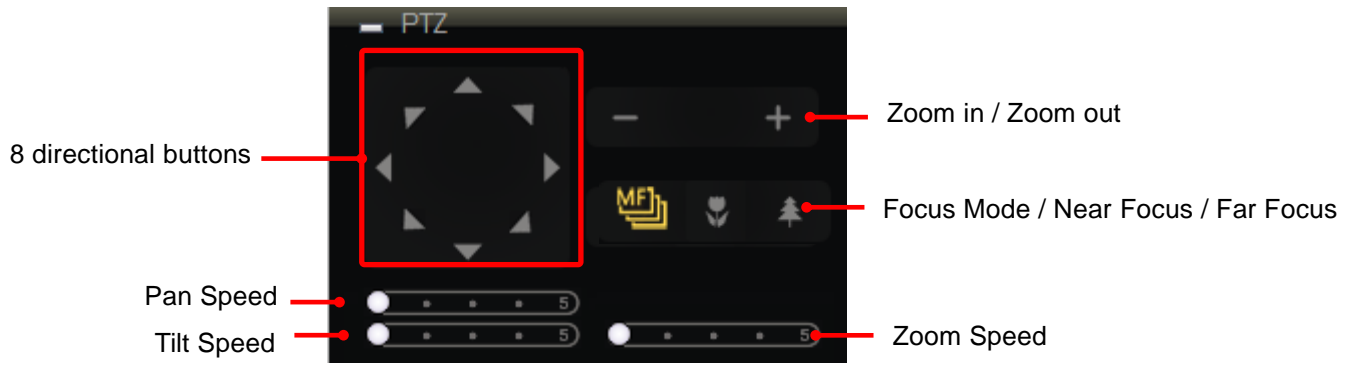 PTZ
Zoom in / Zoom out
8 directional buttons
MF
Focus Mode / Near Focus / Far Focus
Pan Speed
5
Tilt Speed
5
5
Zoom Speed